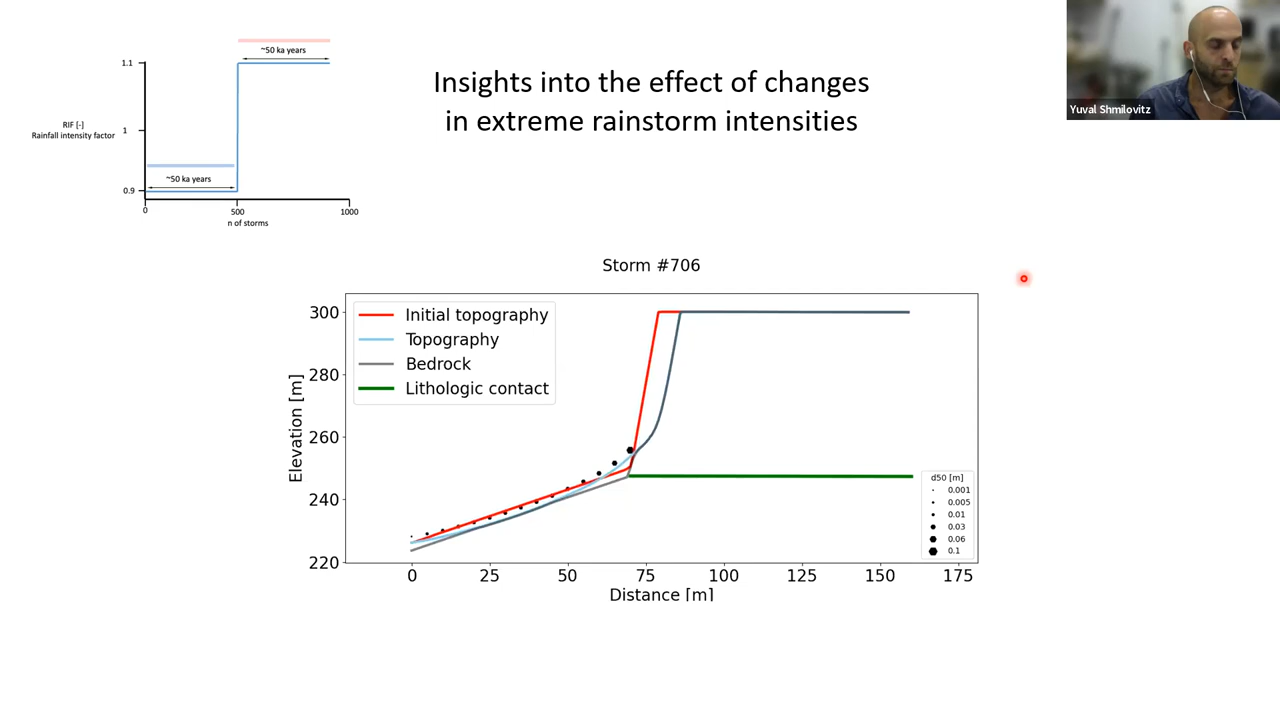 Insights into the effect of changes
in extreme rainstorm intensities
Yuval Shmilovitz
~50 ka years
1.1
RIF [-]
Rainfall intensity factor
1
~50 ka years
0.9
0
500
1000
n of storms
Storm #706
Initial topography
Topography
Bedrock
Lithologic contact
Elevation [m]
300
280
260
240
220
d50 [m]
0.001
0.005
0.01
0.03
0.06
0.1
0 25 50 75 100 125 150 175
Distance [m]